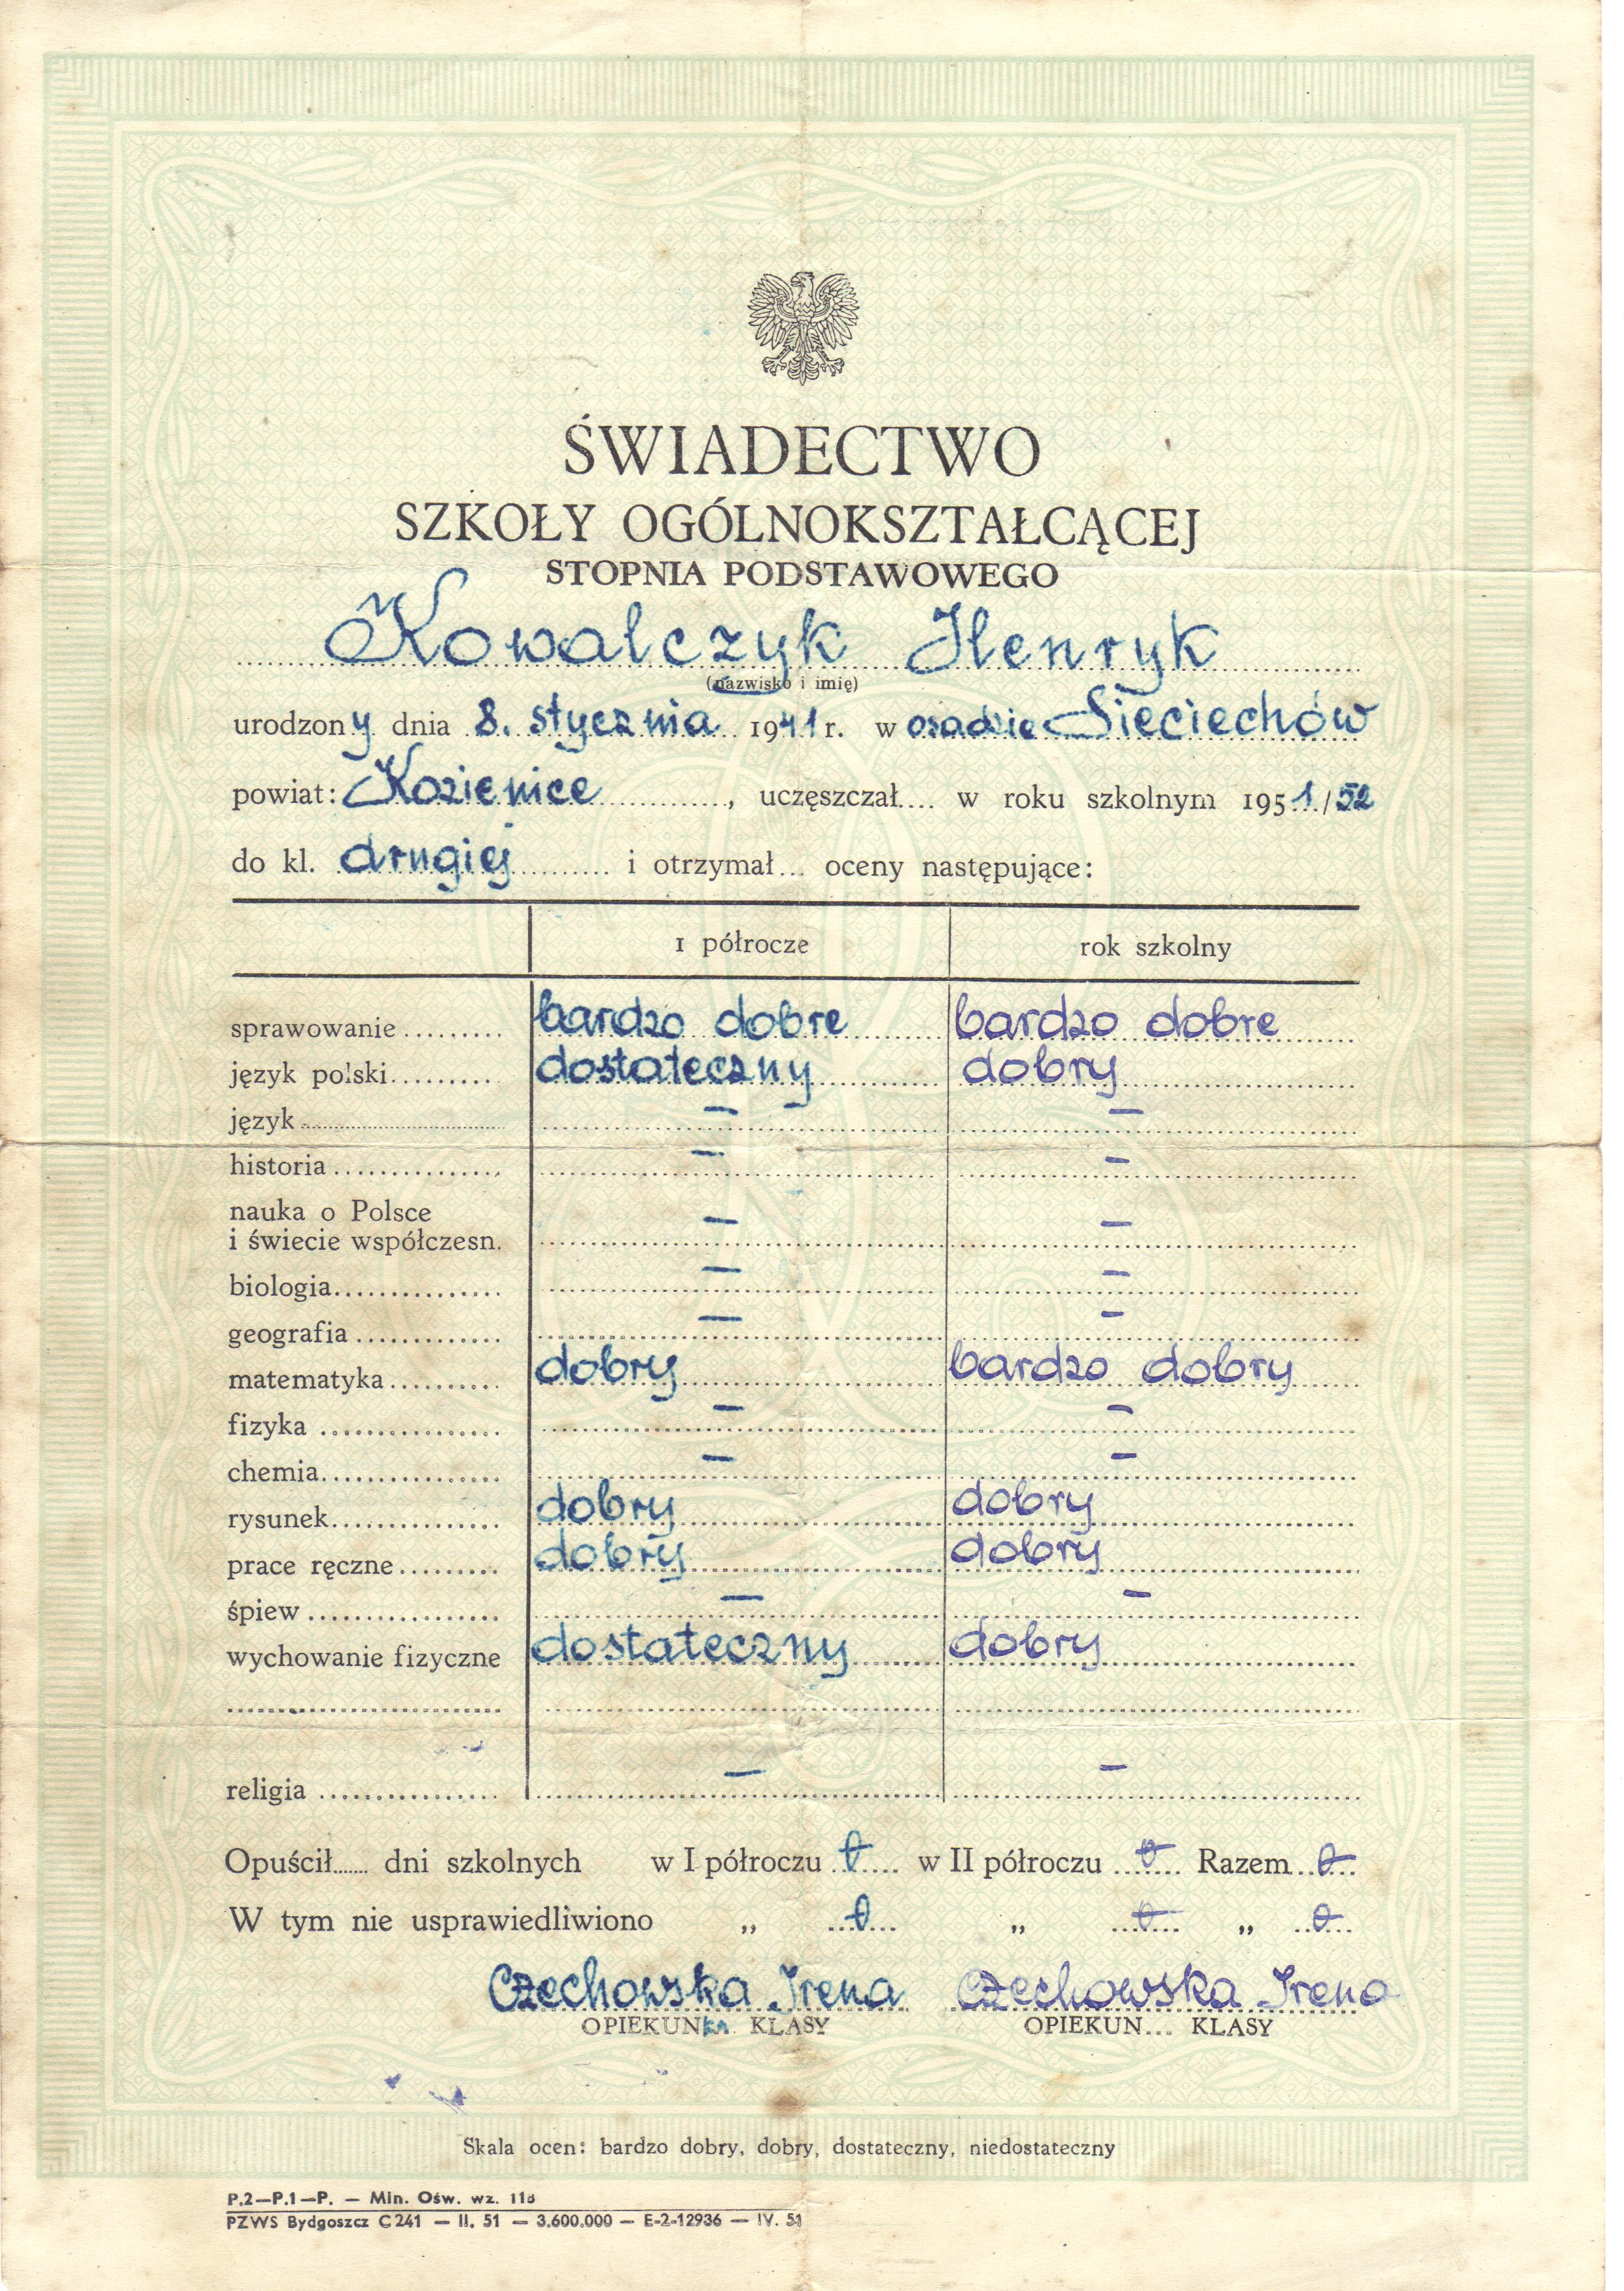 ŚWIADECTWO
SZKOŁY OGÓLNOKSZTAŁCĄCEJ
STOPNIA PODSTAWOWEGO
Kowalczyk Henryk
(nazwisko i imię)
urodzony dnia 8. stycznia 1941 r. w osadzie Sieciechów
powiat: Kozienice, uczęszczał.... w roku szkolnym 1951/52
do kl. drugiej i otrzymał... oceny następujące:
I półrocze rok szkolny
sprawowanie bardzo dobre bardzo dobre
język polski dostateczny dobry
język — —
historia — —
nauka o Polsce
i świecie współczesn. — —
biologia — —
geografia — —
matematyka dobry bardzo dobry
fizyka — —
chemia — —
rysunek dobry dobry
prace ręczne dobry dobry
śpiew — —
wychowanie fizyczne dostateczny dobry
religia — —
Opuścił...... dni szkolnych w I półroczu 0 w II półroczu 0 Razem 0
W tym nie usprawiedliwiono „ 0 „ 0 „ 0
Czechowska Irena Czechowska Irena
OPIEKUNka KLASY OPIEKUN... KLASY
Skala ocen: bardzo dobry, dobry, dostateczny, niedostateczny
P.2—P.1—P. — Min. Ośw. wz.
PZWS Bydgoszcz C 241 — II. 51 — 3.600.000 — E-2-12936 — IV. 51